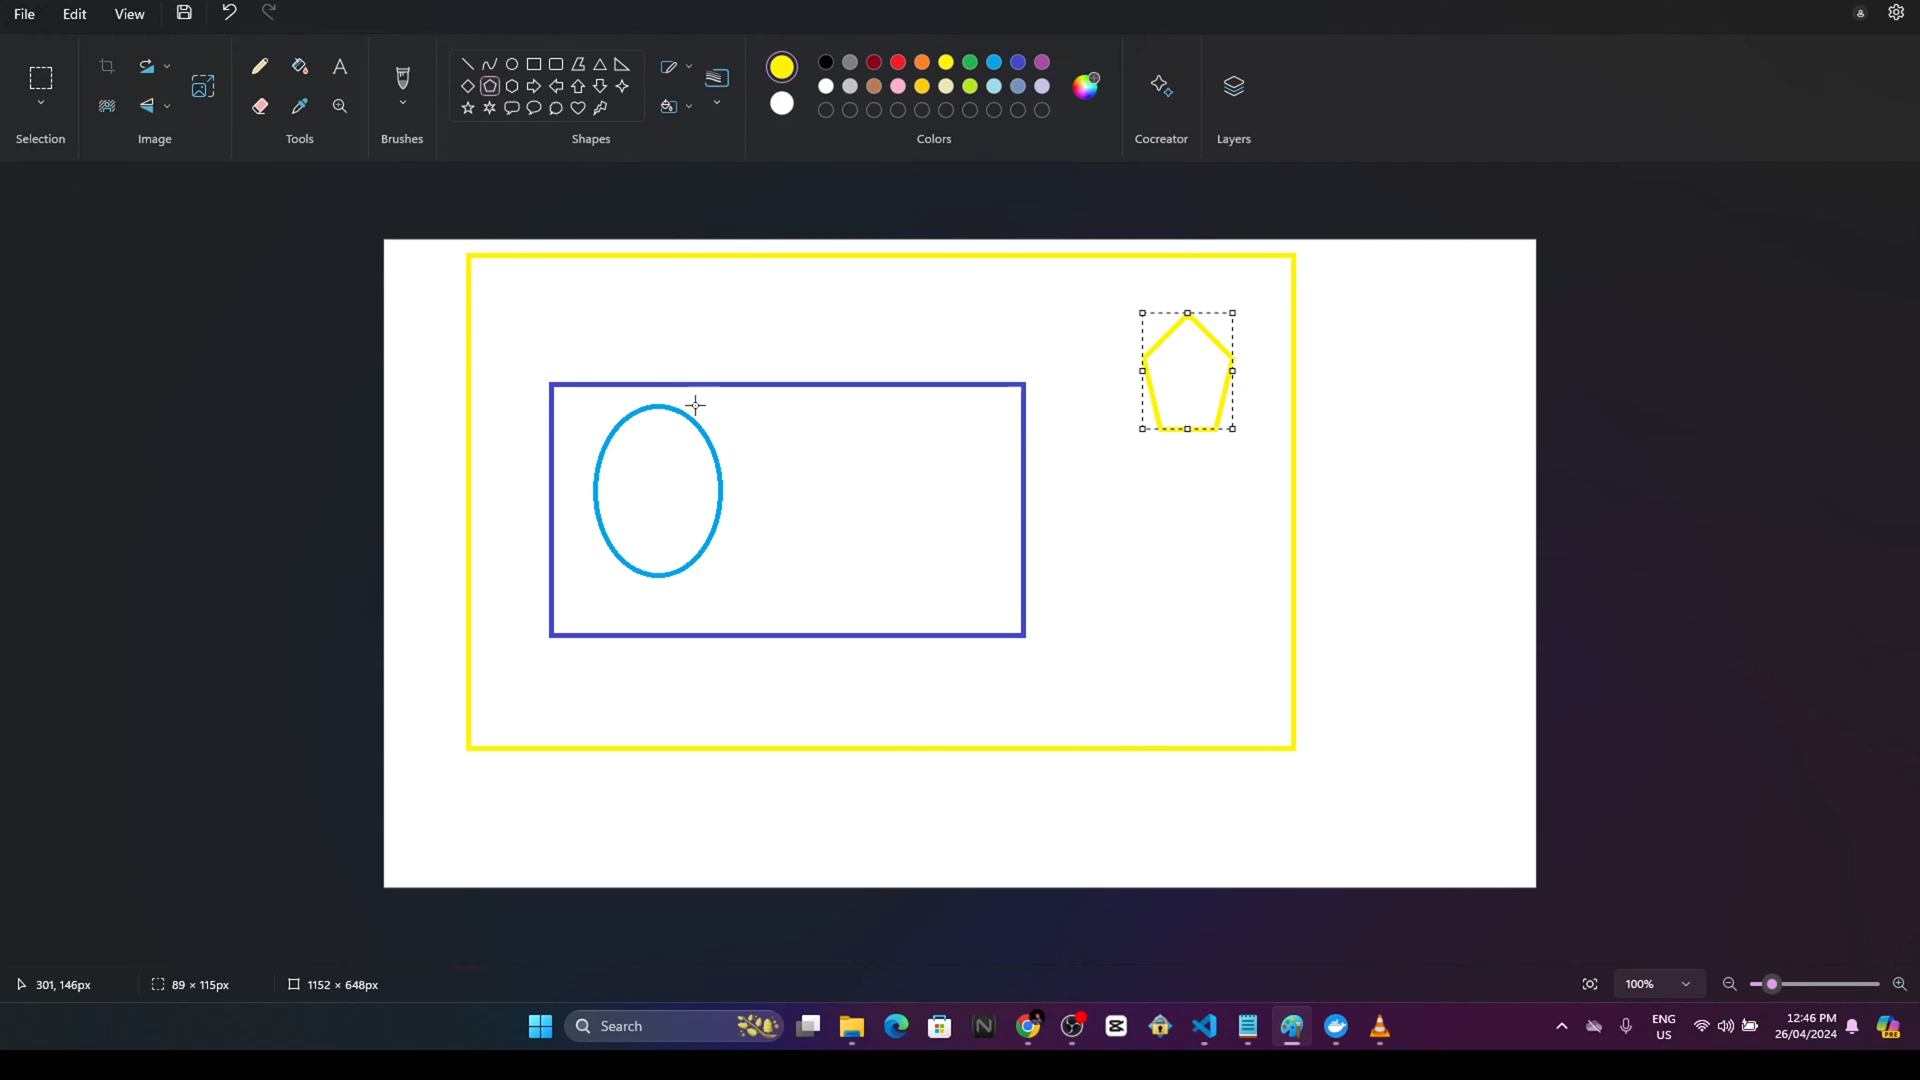 File Edit View
Selection Image Tools Brushes Shapes Colors Cocreator Layers
301, 146px 89 × 115px 1152 × 648px 100%
Search
ENG
US
12:46 PM
26/04/2024
PRE